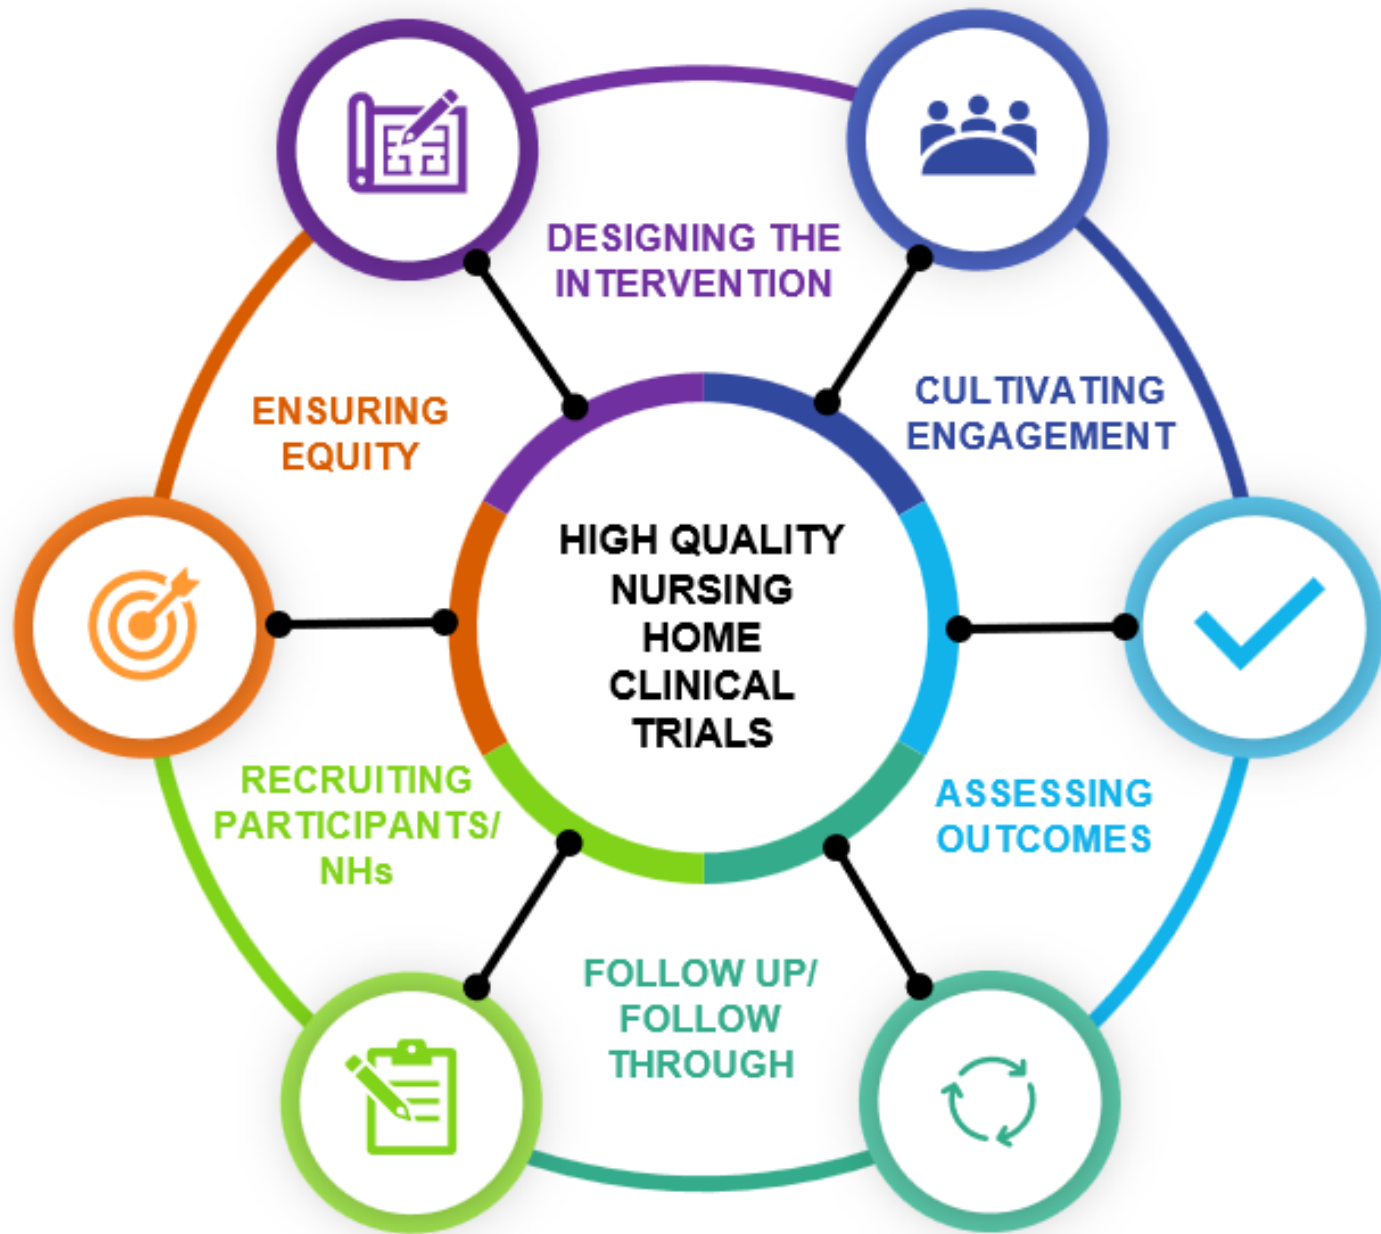 DESIGNING THE
INTERVENTION
CULTIVATING
ENGAGEMENT
ENSURING
EQUITY
HIGH QUALITY
NURSING
HOME
CLINICAL
TRIALS
RECRUITING
PARTICIPANTS/
NHs
ASSESSING
OUTCOMES
FOLLOW UP/
FOLLOW
THROUGH